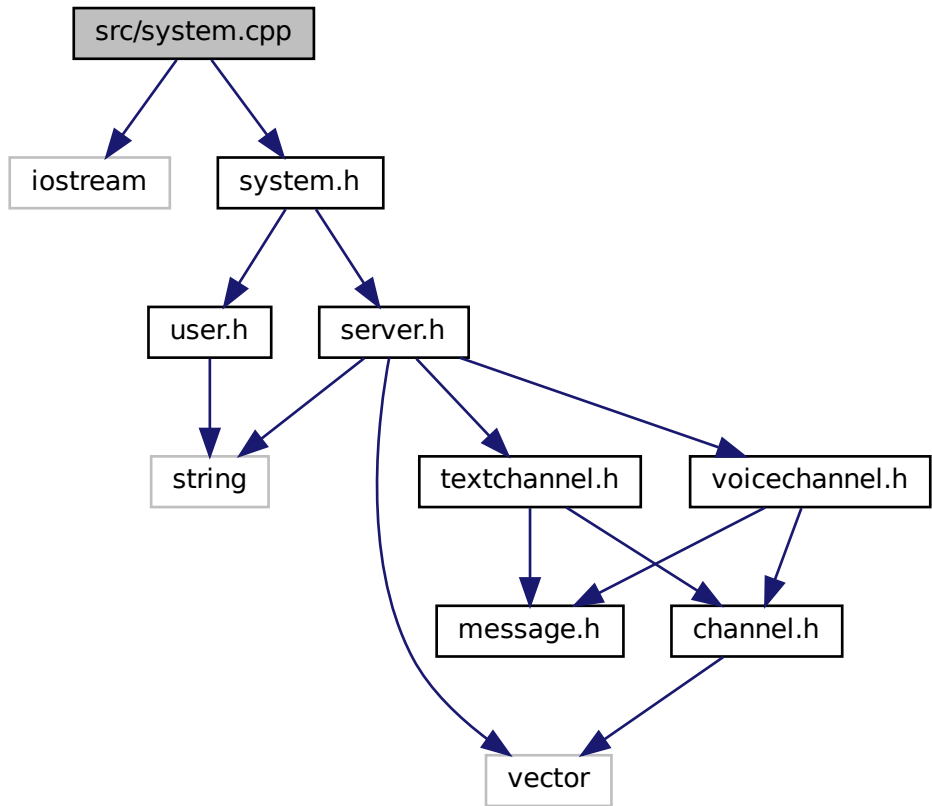 src/system.cpp
iostream
system.h
user.h
server.h
string
textchannel.h
voicechannel.h
message.h
channel.h
vector